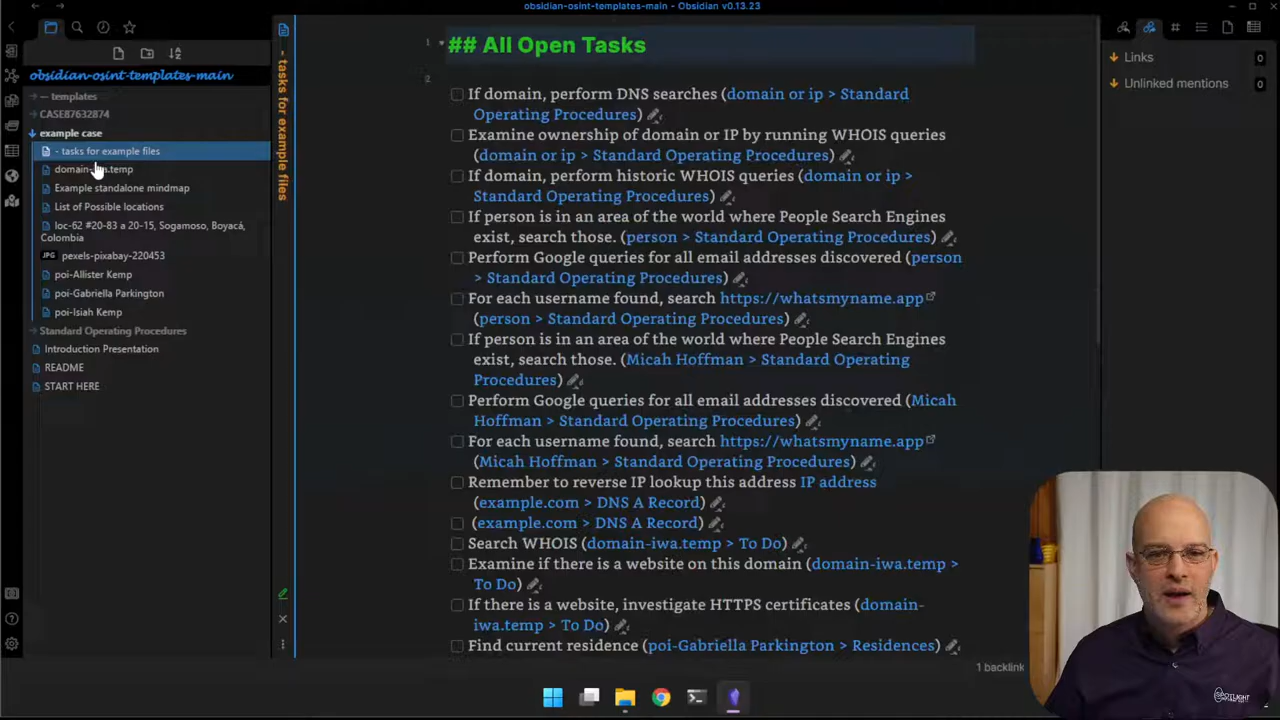 obsidian-osint-templates-main - Obsidian v0.13.23
obsidian-osint-templates-main
— templates
CASE87632874
example case
- tasks for example files
domain-iwa.temp
Example standalone mindmap
List of Possible locations
loc-62 #20-83 a 20-15, Sogamoso, Boyacá,
Colombia
JPG pexels-pixabay-220453
poi-Allister Kemp
poi-Gabriella Parkington
poi-Isiah Kemp
Standard Operating Procedures
Introduction Presentation
README
START HERE
- tasks for example files
1 ## All Open Tasks
2
If domain, perform DNS searches (domain or ip > Standard
Operating Procedures)
Examine ownership of domain or IP by running WHOIS queries
(domain or ip > Standard Operating Procedures)
If domain, perform historic WHOIS queries (domain or ip >
Standard Operating Procedures)
If person is in an area of the world where People Search Engines
exist, search those. (person > Standard Operating Procedures)
Perform Google queries for all email addresses discovered (person
> Standard Operating Procedures)
For each username found, search https://whatsmyname.app
(person > Standard Operating Procedures)
If person is in an area of the world where People Search Engines
exist, search those. (Micah Hoffman > Standard Operating
Procedures)
Perform Google queries for all email addresses discovered (Micah
Hoffman > Standard Operating Procedures)
For each username found, search https://whatsmyname.app
(Micah Hoffman > Standard Operating Procedures)
Remember to reverse IP lookup this address IP address
(example.com > DNS A Record)
(example.com > DNS A Record)
Search WHOIS (domain-iwa.temp > To Do)
Examine if there is a website on this domain (domain-iwa.temp >
To Do)
If there is a website, investigate HTTPS certificates (domain-
iwa.temp > To Do)
Find current residence (poi-Gabriella Parkington > Residences)
Links 0
Unlinked mentions 0
1 backlink
SPOTLIGHT